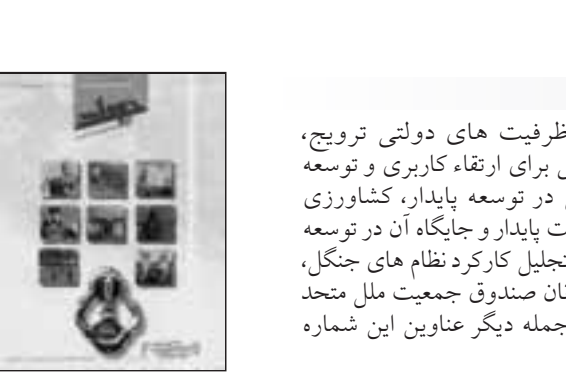 ظرفیت های دولتی ترویج،
برای ارتقاء کاربری و توسعه
در توسعه پایدار، کشاورزی
پایدار و جایگاه آن در توسعه
تجلیل کارکرد نظام های جنگل،
صندوق جمعیت ملل متحد
جمله دیگر عناوین این شماره